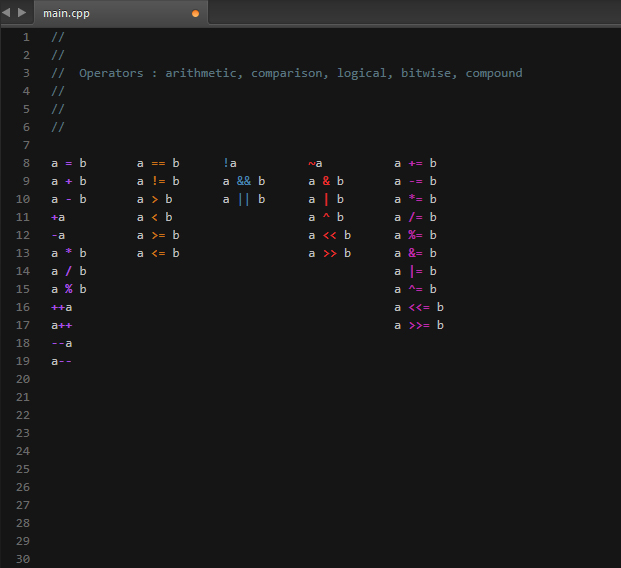 main.cpp
1 //
2 //
3 // Operators : arithmetic, comparison, logical, bitwise, compound
4 //
5 //
6 //
7
8 a = b a == b !a ~a a += b
9 a + b a != b a && b a & b a -= b
10 a - b a > b a || b a | b a *= b
11 +a a < b a ^ b a /= b
12 -a a >= b a << b a %= b
13 a * b a <= b a >> b a &= b
14 a / b a |= b
15 a % b a ^= b
16 ++a a <<= b
17 a++ a >>= b
18 --a
19 a--
20
21
22
23
24
25
26
27
28
29
30